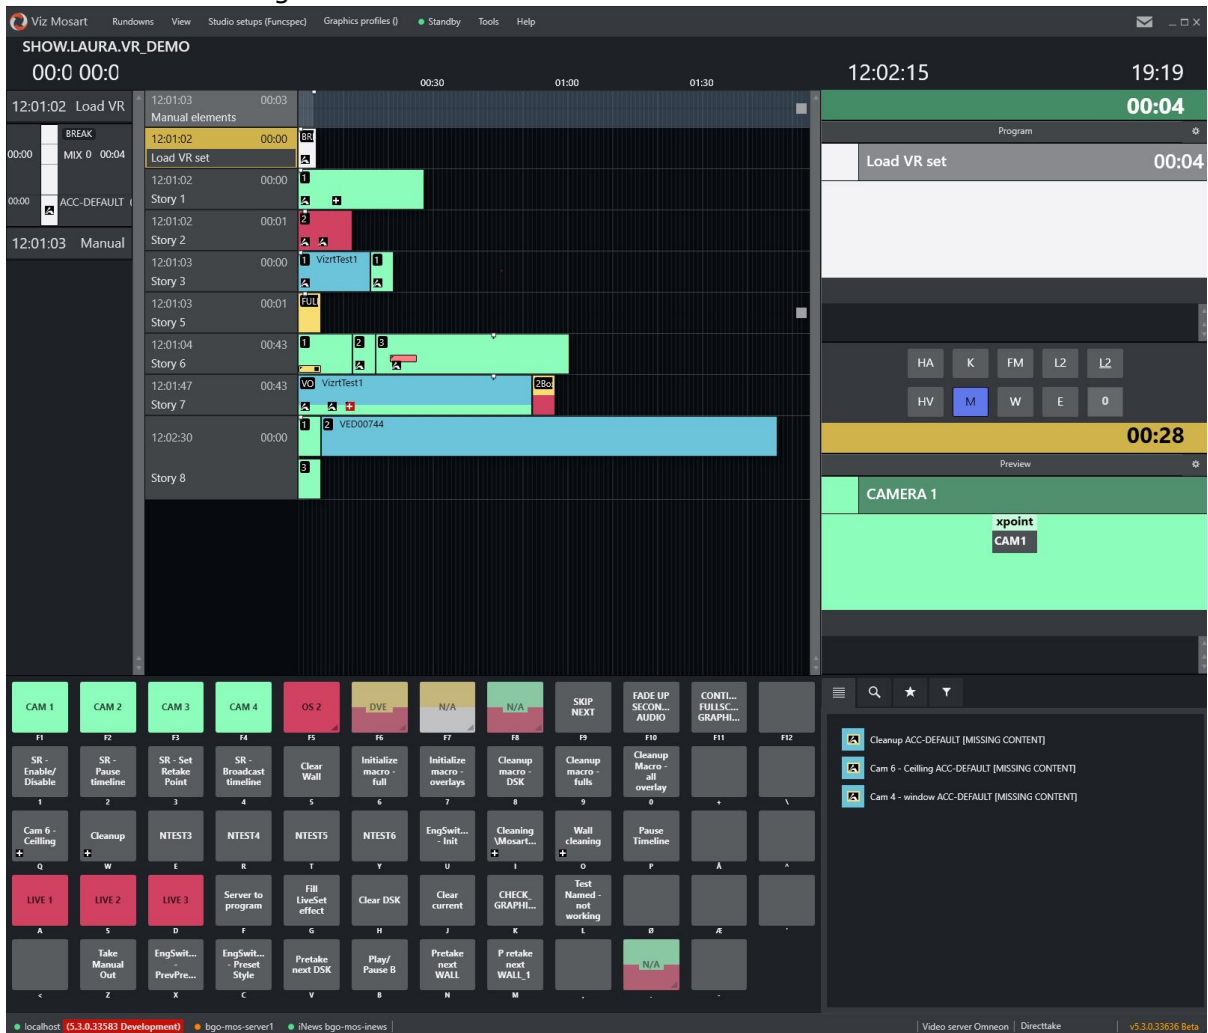 Viz Mosart Rundowns View Studio setups (Funcspec) Graphics profiles () Standby Tools Help
SHOW.LAURA.VR_DEMO
00:0 00:0
00:30 01:00 01:30
12:02:15 19:19
12:01:02 Load VR
BREAK
00:00 MIX 0 00:04
00:00 ACC-DEFAULT (
12:01:03 Manual
12:01:03 00:03
Manual elements
12:01:02 00:00 BRE
Load VR set
12:01:02 00:00 1
Story 1
12:01:02 00:01 2
Story 2
12:01:03 00:00 1 VizrtTest1 1
Story 3
12:01:03 00:01 FULL
Story 5
12:01:04 00:43 1 2 3
Story 6
12:01:47 00:43 VO VizrtTest1 2Box
Story 7
12:02:30 00:00 1 2 VED00744
Story 8 3
00:04
Program
Load VR set 00:04
HA K FM L2 L2
HV M W E 0
00:28
Preview
CAMERA 1
xpoint
CAM1
CAM 1 CAM 2 CAM 3 CAM 4 OS 2 DVE N/A N/A SKIP NEXT FADE UP SECON... AUDIO CONTI... FULLSC... GRAPHI...
F1 F2 F3 F4 F5 F6 F7 F8 F9 F10 F11 F12
SR - Enable/ Disable SR - Pause timeline SR - Set Retake Point SR - Broadcast timeline Clear Wall Initialize macro - full Initialize macro - overlays Cleanup macro - DSK Cleanup macro - fulls Cleanup Macro - all overlay
1 2 3 4 5 6 7 8 9 0 + \
Cam 6 - Ceilling Cleanup NTEST3 NTEST4 NTEST5 NTEST6 EngSwit... - Init Cleaning \Mosart... Wall cleaning Pause Timeline
Q W E R T Y U I O P Å ^
LIVE 1 LIVE 2 LIVE 3 Server to program Fill LiveSet effect Clear DSK Clear current CHECK_ GRAPHI... Test Named - not working
A S D F G H J K L Ø Æ '
Take Manual Out EngSwit... - PrevPre... EngSwit... - Preset Style Pretake next DSK Play/ Pause B Pretake next WALL P retake next WALL_1 N/A
< Z X C V B N M , . -
Cleanup ACC-DEFAULT [MISSING CONTENT]
Cam 6 - Ceilling ACC-DEFAULT [MISSING CONTENT]
Cam 4 - window ACC-DEFAULT [MISSING CONTENT]
localhost (5.3.0.33583 Development) bgo-mos-server1 iNews bgo-mos-inews Video server Omneon Directtake v5.3.0.33636 Beta